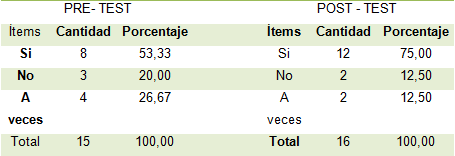 PRE- TEST POST - TEST
Ítems Cantidad Porcentaje Ítems Cantidad Porcentaje
Si 8 53,33 Si 12 75,00
No 3 20,00 No 2 12,50
A 4 26,67 A 2 12,50
veces veces
Total 15 100,00 Total 16 100,00